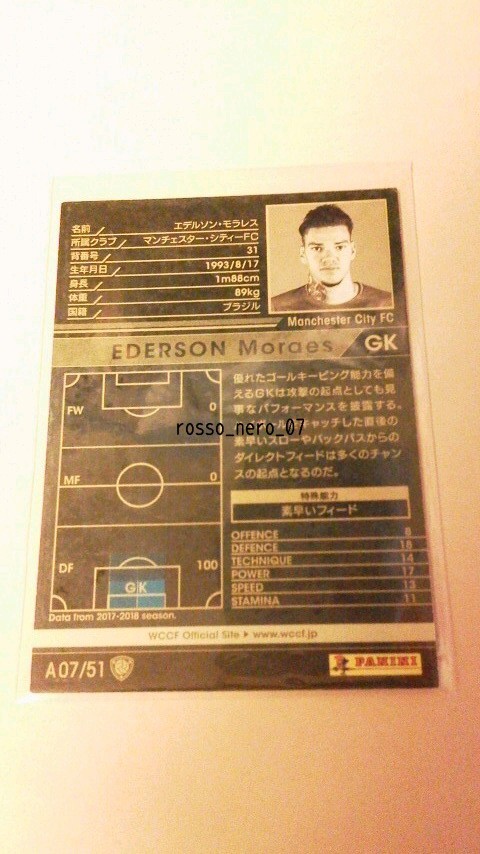 名前 エデルソン・モラレス
所属クラブ マンチェスター・シティーFC
背番号 31
生年月日 1993/8/17
身長 1m88cm
体重 89kg
国籍 ブラジル
Manchester City FC
EDERSON Moraes GK
FW 0
MF 0
DF 100
GK
Data from 2017-2018 season.
優れたゴールキーピング能力を備
えるGKは攻撃の起点としても見
事なパフォーマンスを披露する。
ャッチした直後の
素早いスローやバックパスからの
ダイレクトフィードは多くのチャン
スの起点となるのだ。
rosso_nero_07
特殊能力
素早いフィード
OFFENCE 8
DEFENCE 18
TECHNIQUE 14
POWER 17
SPEED 13
STAMINA 11
WCCF Official Site ▶ www.wccf.jp
A07/51
PANINI